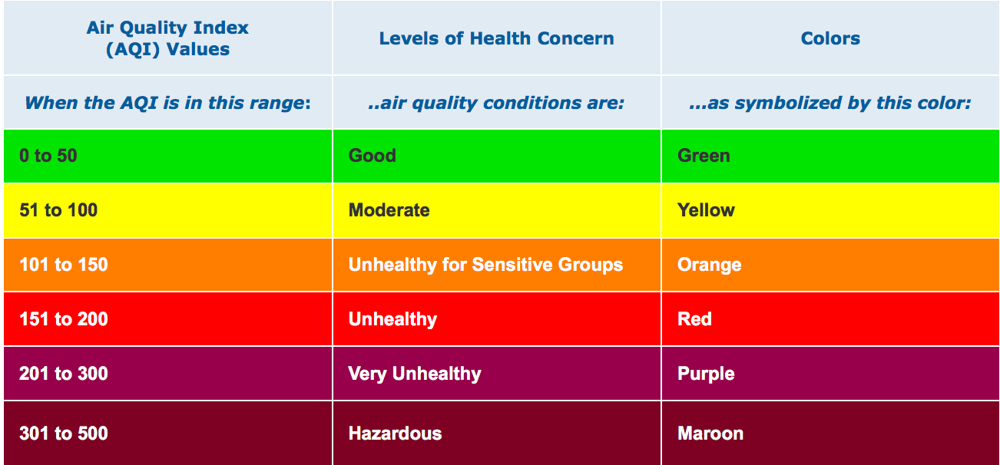 Air Quality Index
(AQI) Values
Levels of Health Concern
Colors
When the AQI is in this range:
..air quality conditions are:
...as symbolized by this color:
0 to 50
Good
Green
51 to 100
Moderate
Yellow
101 to 150
Unhealthy for Sensitive Groups
Orange
151 to 200
Unhealthy
Red
201 to 300
Very Unhealthy
Purple
301 to 500
Hazardous
Maroon